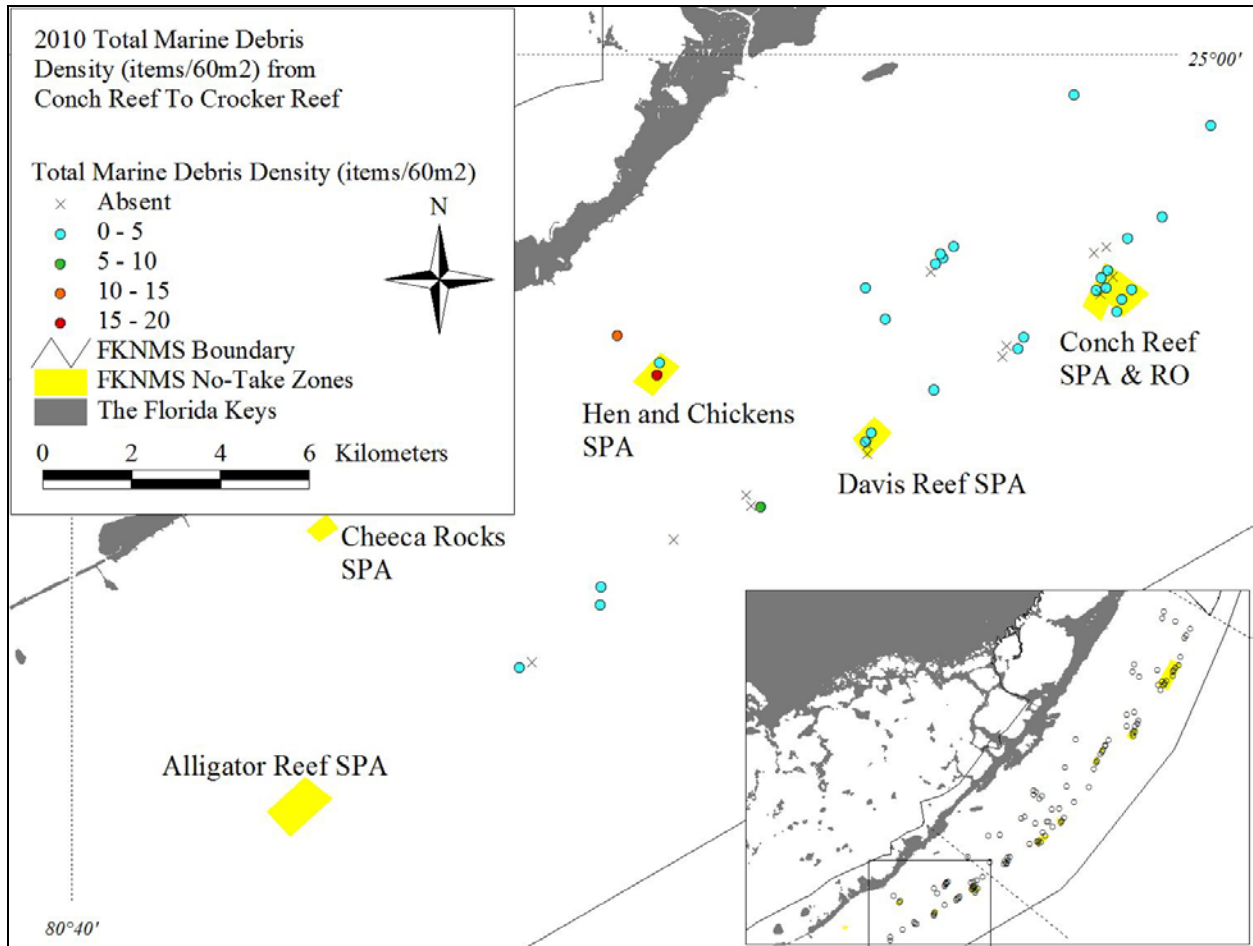 2010 Total Marine Debris
Density (items/60m2) from
Conch Reef To Crocker Reef
Total Marine Debris Density (items/60m2)
Absent
0 - 5
5 - 10
10 - 15
15 - 20
FKNMS Boundary
FKNMS No-Take Zones
The Florida Keys
N
0 2 4 6 Kilometers
25°00'
Conch Reef
SPA & RO
Hen and Chickens
SPA
Davis Reef SPA
Cheeca Rocks
SPA
Alligator Reef SPA
80°40'